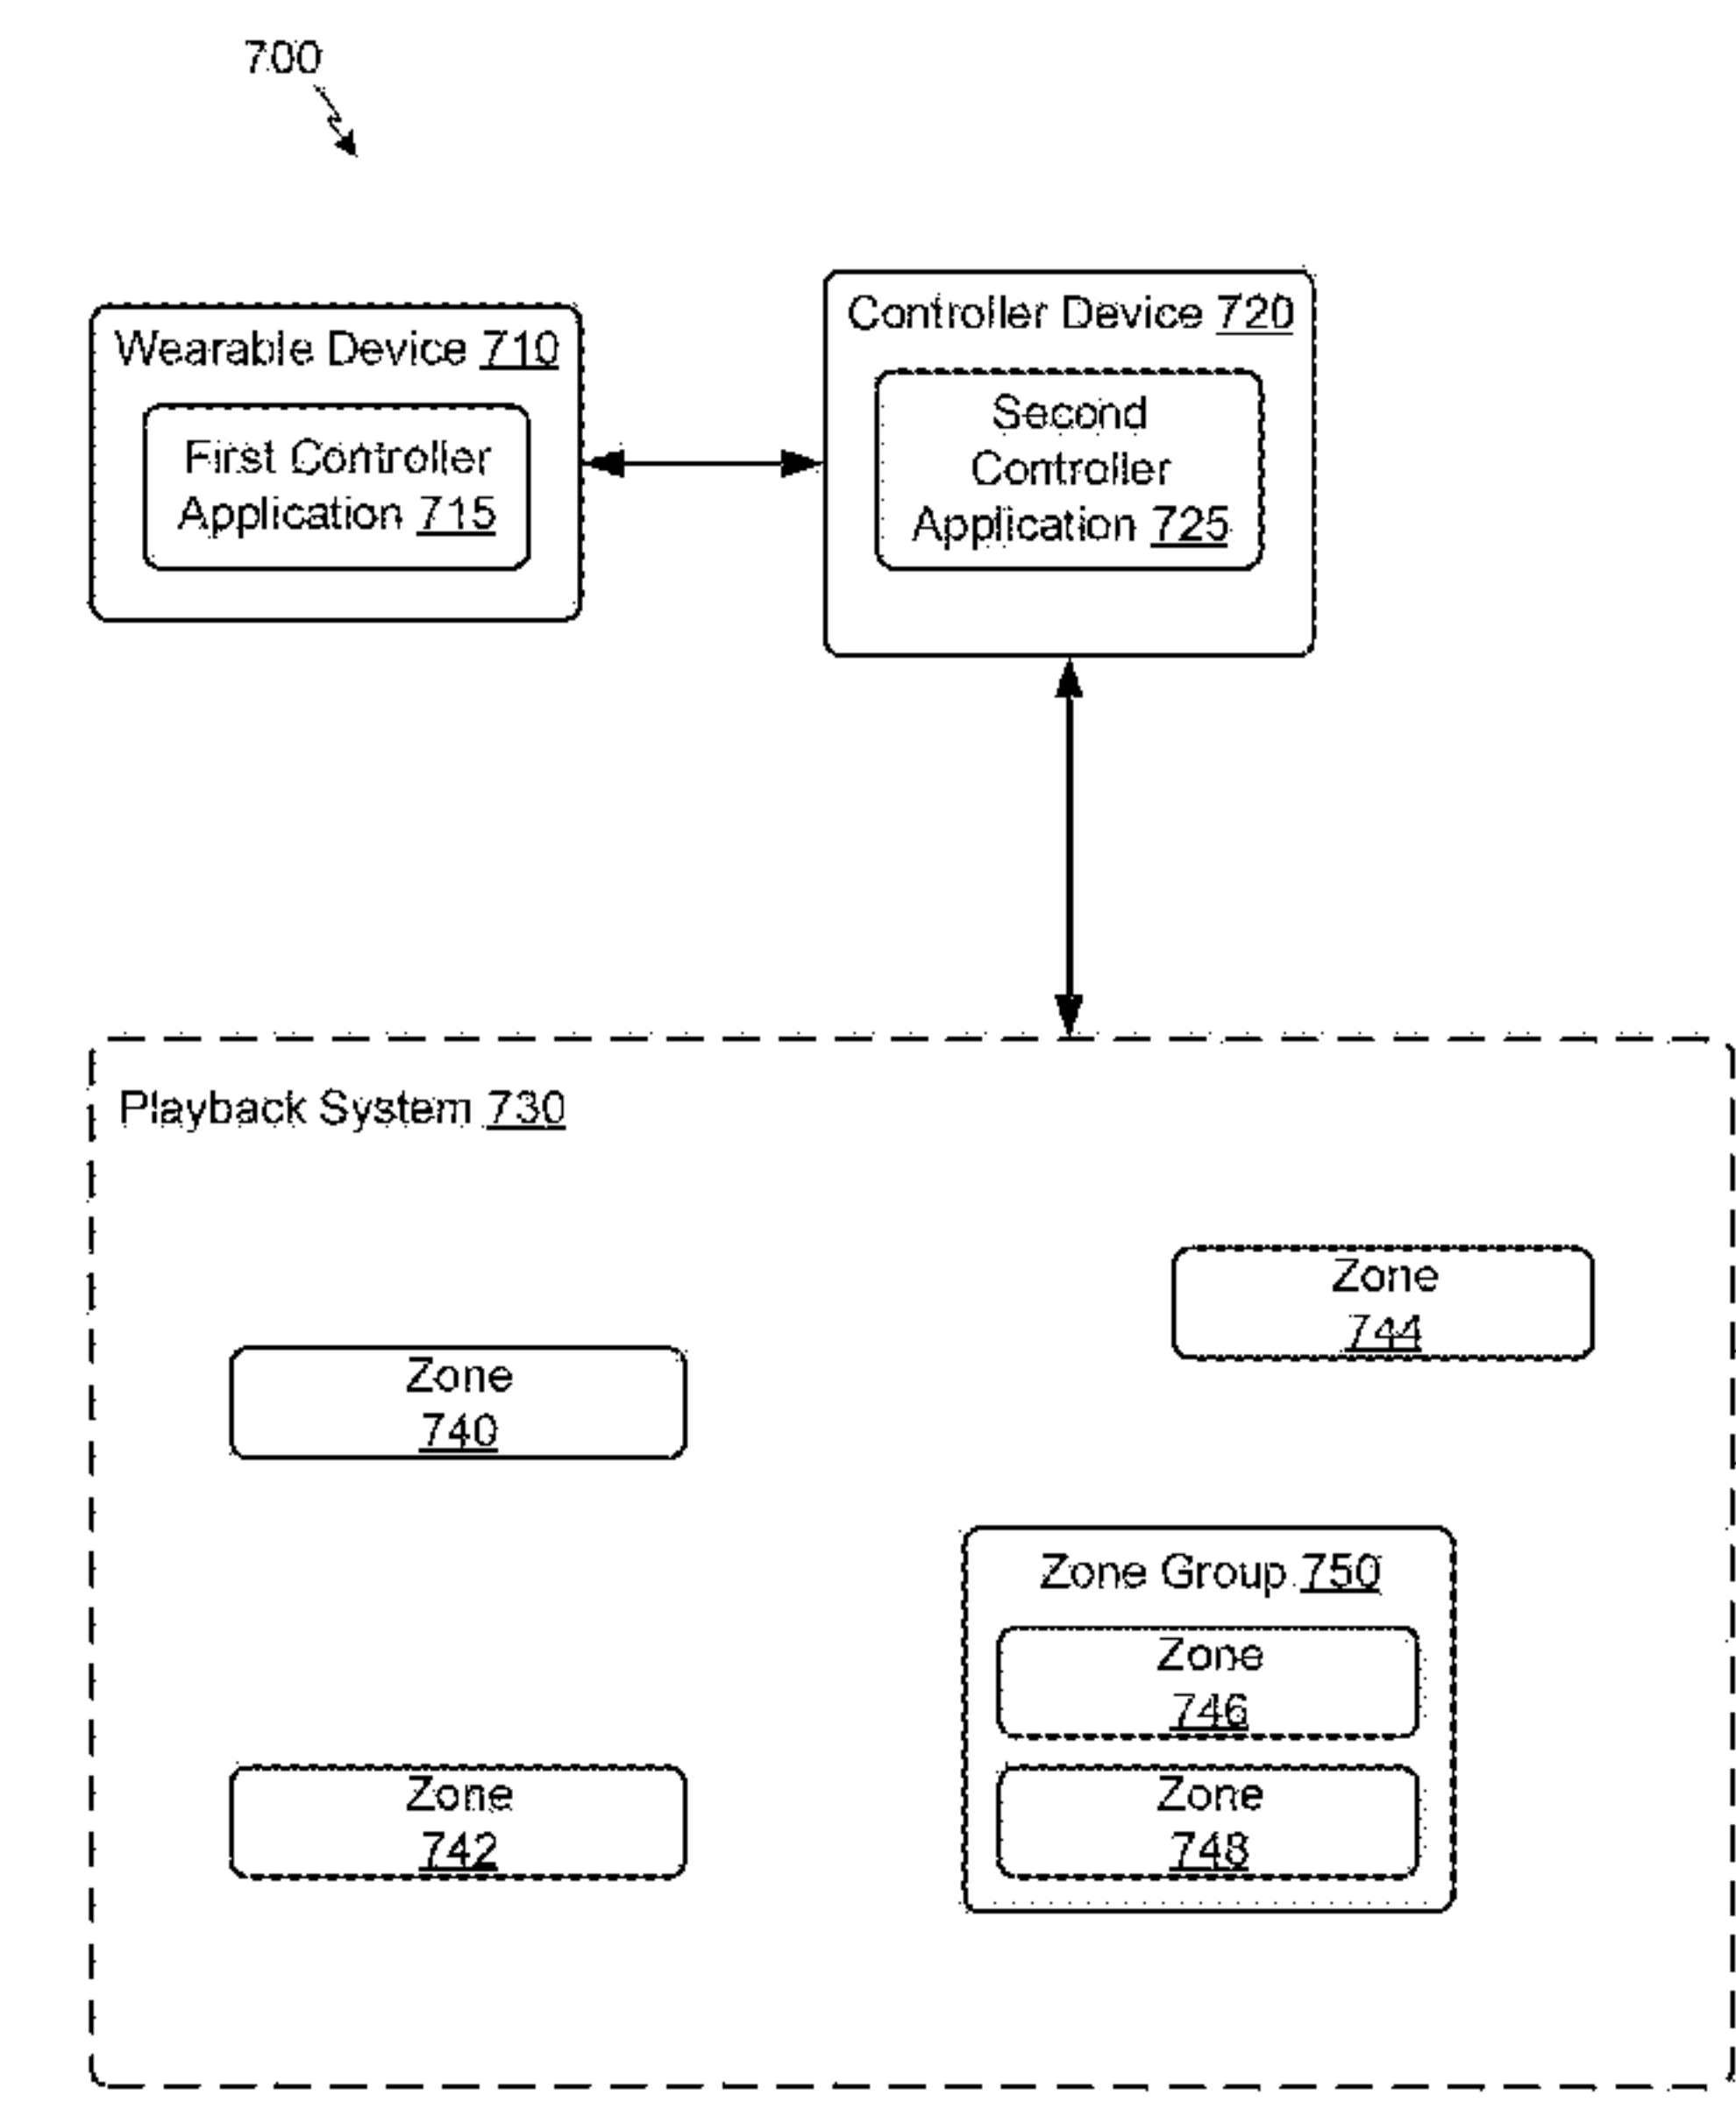 700
Wearable Device 710
First Controller
Application 715
Controller Device 720
Second
Controller
Application 725
Playback System 730
Zone
744
Zone
740
Zone Group 750
Zone
746
Zone
748
Zone
742